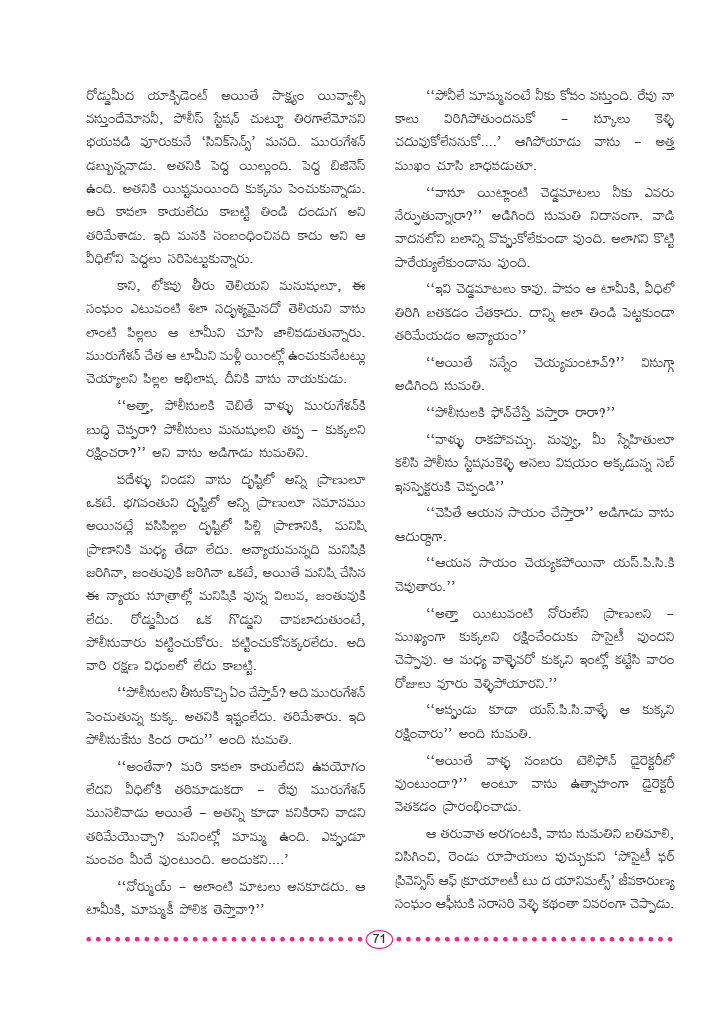 రోడ్డుమీద యాక్సిడెంట్ అయితే సాక్ష్యం యివ్వాల్సి
వస్తుందేమోననీ, పోలీస్ స్టేషన్ చుట్టూ తిరగాలేమోనని
భయపడి వూరుకునే ‘సివిక్‌సెన్స్’ మనది. మురుగేశన్
డబ్బున్నవాడు. అతనికి పెద్ద యిల్లుంది. పెద్ద బిజినెస్
ఉంది. అతనికి యిష్టమయింది కుక్కను పెంచుకున్నాడు.
అది కాపలా కాయలేదు కాబట్టి తిండి దండుగ అని
తరిమేశాడు. ఇది మనకి సంబంధించినది కాదు అని ఆ
వీధిలోని పెద్దలు సరిపెట్టుకున్నారు.
కాని, లోకపు తీరు తెలియని మనుషులూ, ఈ
సంఘం ఎటువంటి శిలా సదృశ్యమైనదో తెలియని వాసు
లాంటి పిల్లలు ఆ టామీని చూసి జాలిపడుతున్నారు.
మురుగేశన్ చేత ఆ టామీని మళ్లీ యింట్లో ఉంచుకునేటట్లు
చెయ్యాలని పిల్లల అభిలాష. దీనికి వాసు నాయకుడు.
‘‘అత్తా, పోలీసులకి చెబితే వాళ్ళు మురుగేశన్‌కి
బుద్ధి చెప్పరా? పోలీసులు మనుషులని తప్ప – కుక్కలని
రక్షించరా?’’ అని వాసు అడిగాడు సుమతిని.
పదేళ్ళు నిండని వాసు దృష్టిలో అన్ని ప్రాణులూ
ఒకటే. భగవంతుని దృష్టిలో అన్ని ప్రాణులూ సమానము
అయినట్లే పసిపిల్లల దృష్టిలో పిల్లి ప్రాణానికి, మనిషి
ప్రాణానికి మధ్య తేడా లేదు. అన్యాయమన్నది మనిషికి
జరిగినా, జంతువుకి జరిగినా ఒకటే, అయితే మనిషి చేసిన
ఈ న్యాయ సూత్రాల్లో మనిషికి వున్న విలువ, జంతువుకి
లేదు. రోడ్డుమీద ఒక గొడ్డుని చావబాదుతుంటే,
పోలీసువారు పట్టించుకోరు. పట్టించుకోనక్కరలేదు. అది
వారి రక్షణ విధులలో లేదు కాబట్టి.
‘‘పోలీసులని తీసుకొచ్చి ఏం చేస్తావ్? అది మురుగేశన్
పెంచుతున్న కుక్క. అతనికి ఇష్టంలేదు. తరిమేశారు. ఇది
పోలీసుకేసు కింద రాదు’’ అంది సుమతి.
‘‘అంతేనా? మరి కాపలా కాయలేదని ఉపయోగం
లేదని వీధిలోకి తరిమాడుకదా – రేపు మురుగేశన్
ముసలివాడు అయితే – అతన్ని కూడా పనికిరాని వాడని
తరిమేయొచ్చా? మనింట్లో మామ్మ ఉంది. ఎప్పుడూ
మంచం మీదే వుంటుంది. అందుకని....’
‘‘నోర్ముయ్ – అలాంటి మాటలు అనకూడదు. ఆ
టామీకి, మామ్మకీ పోలిక తెస్తావా?’’
‘‘పోనీలే మామ్మనంటే నీకు కోపం వస్తుంది. రేపు నా
కాలు విరిగిపోతుందనుకో – స్కూలు కెళ్ళి
చదువుకోలేననుకో....’ ఆగిపోయాడు వాసు – అత్త
ముఖం చూసి బాధపడుతూ.
‘‘వాసూ యిట్లాంటి చెడ్డమాటలు నీకు ఎవరు
నేర్పుతున్నారా?’’ అడిగింది సుమతి నిదానంగా. వాడి
వాదనలోని బలాన్ని వొప్పుకోలేకుండా వుంది. అలాగని కొట్టి
పారేయ్యలేకుండాను వుంది.
‘‘ఇవి చెడ్డమాటలు కావు. పాపం ఆ టామీకి, వీధిలో
తిరిగి బతకడం చేతకాదు. దాన్ని అలా తిండి పెట్టకుండా
తరిమేయడం అన్యాయం’’
‘‘అయితే నన్నేం చెయ్యమంటావ్?’’ విసుగ్గా
అడిగింది సుమతి.
‘‘పోలీసులకి ఫోన్‌చేస్తే వస్తారా రారా?’’
‘‘వాళ్ళు రాకపోవచ్చు. నువ్వు, మీ స్నేహితులూ
కలిసి పోలీసు స్టేషనుకెళ్ళి అసలు విషయం అక్కడున్న సబ్
ఇనస్పెక్టరుకి చెప్పండి’’
‘‘చెపితే ఆయన సాయం చేస్తారా’’ అడిగాడు వాసు
ఆదుర్దాగా.
‘‘ఆయన సాయం చెయ్యకపోయినా యస్.పి.సి.కి
చెవుతారు.’’
‘‘అత్తా యిటువంటి నోరులేని ప్రాణులని –
ముఖ్యంగా కుక్కలని రక్షించేందుకు సొసైటీ వుందని
చెప్పావు. ఆ మధ్య వాళ్ళెవరో కుక్కని ఇంట్లో కట్టేసి వారం
రోజులు వూరు వెళ్ళిపోయారని.’’
‘‘అప్పుడు కూడా యస్.పి.సి.వాళ్ళే ఆ కుక్కని
రక్షించారు’’ అంది సుమతి.
‘‘అయితే వాళ్ళ నంబరు టెలిఫోన్ డైరెక్టరీలో
వుంటుందా?’’ అంటూ వాసు ఉత్సాహంగా డైరెక్టరీ
వెతకడం ప్రారంభించాడు.
ఆ తరువాత అరగంటకి, వాసు సుమతిని బతిమాలి,
విసిగించి, రెండు రూపాయలు పుచ్చుకుని ‘సొసైటీ ఫర్
ప్రివెన్సిస్ ఆఫ్ క్రూయాలటీ టు ద యానిమల్స్’ జీవకారుణ్య
సంఘం ఆఫీసుకి సరాసరి వెళ్ళి కథంతా వివరంగా చెప్పాడు.
71